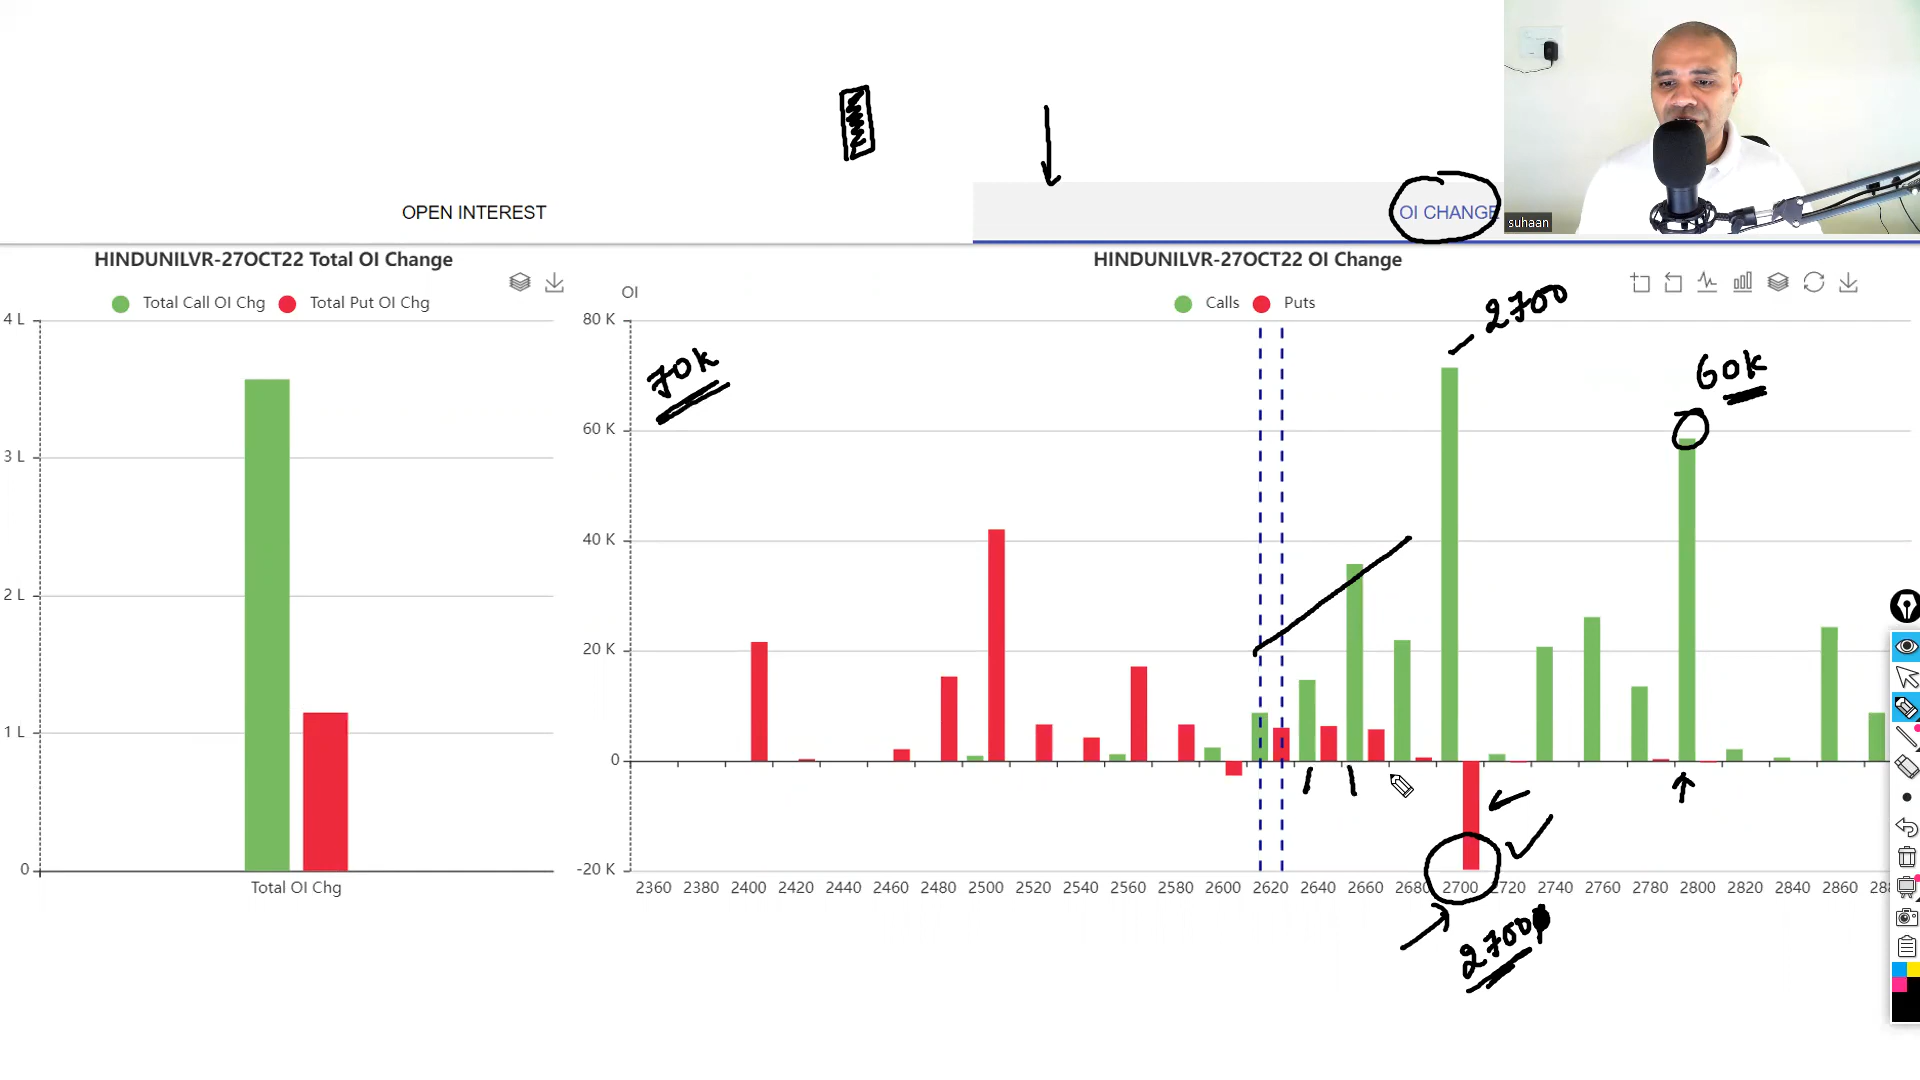 OPEN INTEREST
OI CHANGE
suhaan
HINDUNILVR-27OCT22 Total OI Change
Total Call OI Chg Total Put OI Chg
4 L
3 L
2 L
1 L
0
Total OI Chg
HINDUNILVR-27OCT22 OI Change
OI
Calls Puts
80 K
60 K
40 K
20 K
0
-20 K
2360 2380 2400 2420 2440 2460 2480 2500 2520 2540 2560 2580 2600 2620 2640 2660 2680 2700 2720 2740 2760 2780 2800 2820 2840 2860
70K
2700
60K
2700